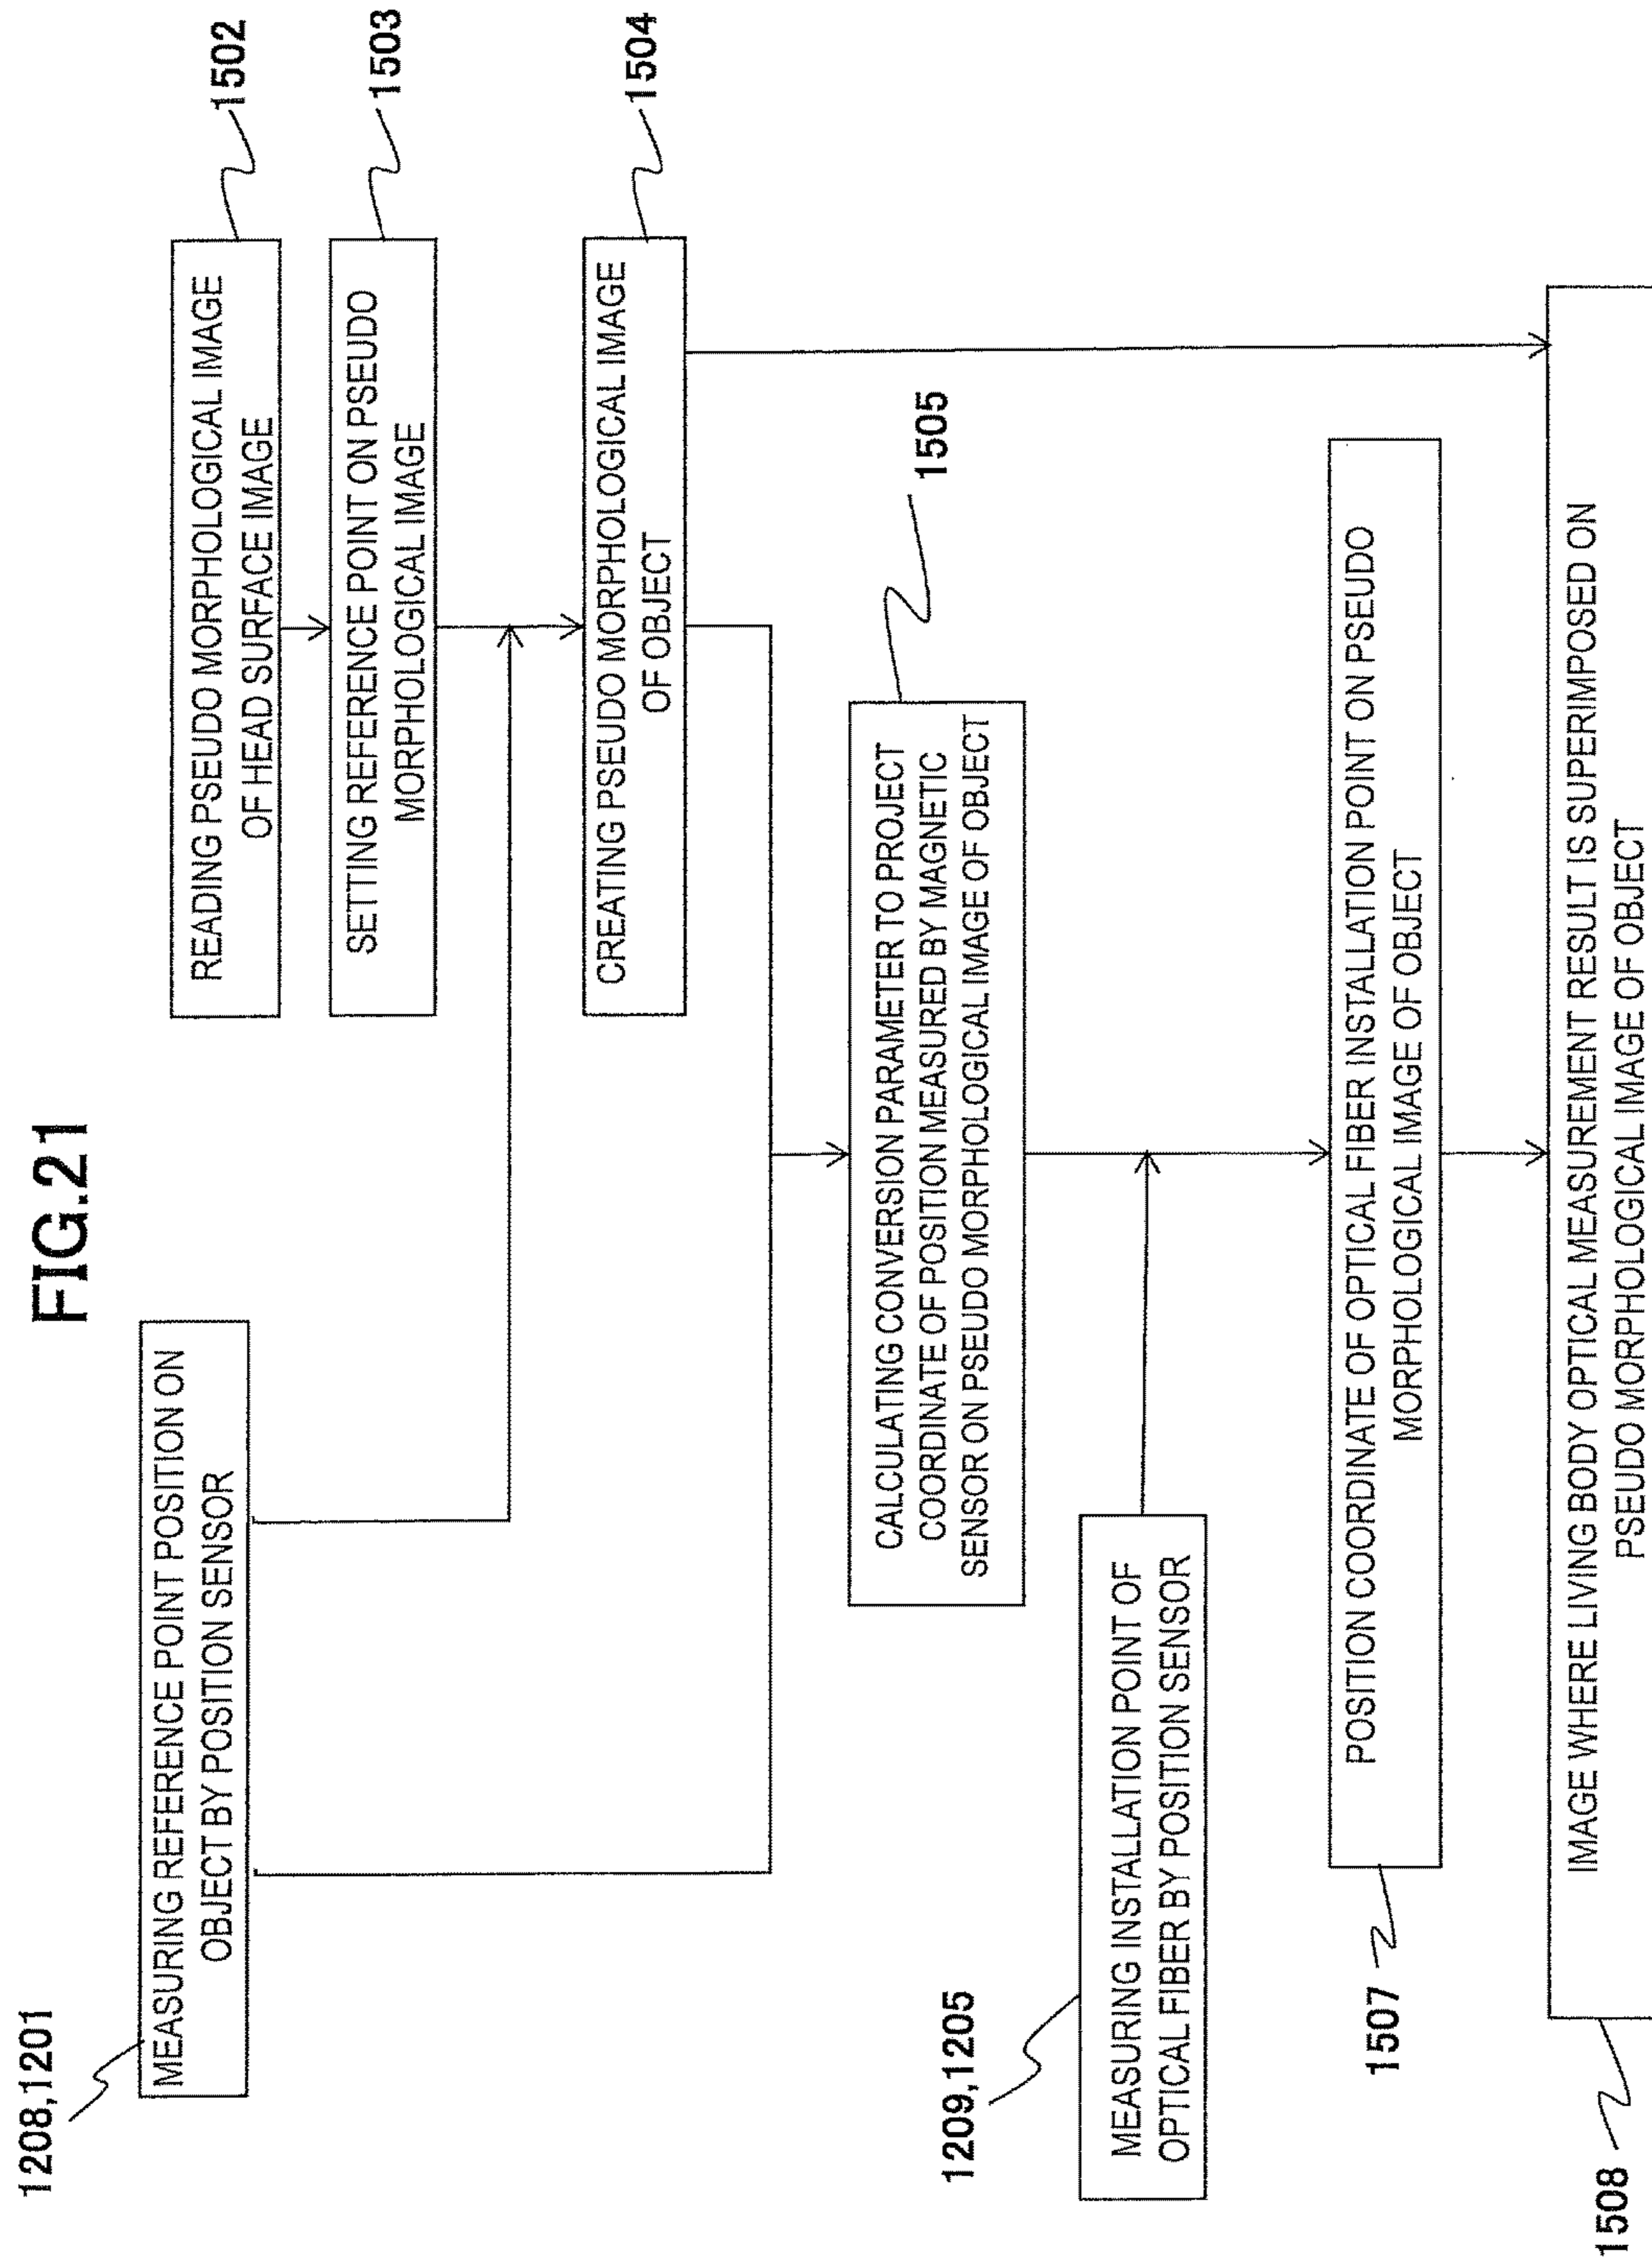 FIG.21
1208,1201
MEASURING REFERENCE POINT POSITION ON
OBJECT BY POSITION SENSOR
1502
READING PSEUDO MORPHOLOGICAL IMAGE
OF HEAD SURFACE IMAGE
1503
SETTING REFERENCE POINT ON PSEUDO
MORPHOLOGICAL IMAGE
1504
CREATING PSEUDO MORPHOLOGICAL IMAGE
OF OBJECT
1505
CALCULATING CONVERSION PARAMETER TO PROJECT
COORDINATE OF POSITION MEASURED BY MAGNETIC
SENSOR ON PSEUDO MORPHOLOGICAL IMAGE OF OBJECT
1209,1205
MEASURING INSTALLATION POINT OF
OPTICAL FIBER BY POSITION SENSOR
1507
POSITION COORDINATE OF OPTICAL FIBER INSTALLATION POINT ON PSEUDO
MORPHOLOGICAL IMAGE OF OBJECT
1508
IMAGE WHERE LIVING BODY OPTICAL MEASUREMENT RESULT IS SUPERIMPOSED ON
PSEUDO MORPHOLOGICAL IMAGE OF OBJECT